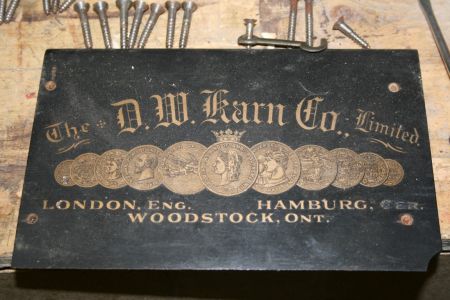 The D.W. Karn Co., Limited.
LONDON, ENG. HAMBURG, GER.
WOODSTOCK, ONT.